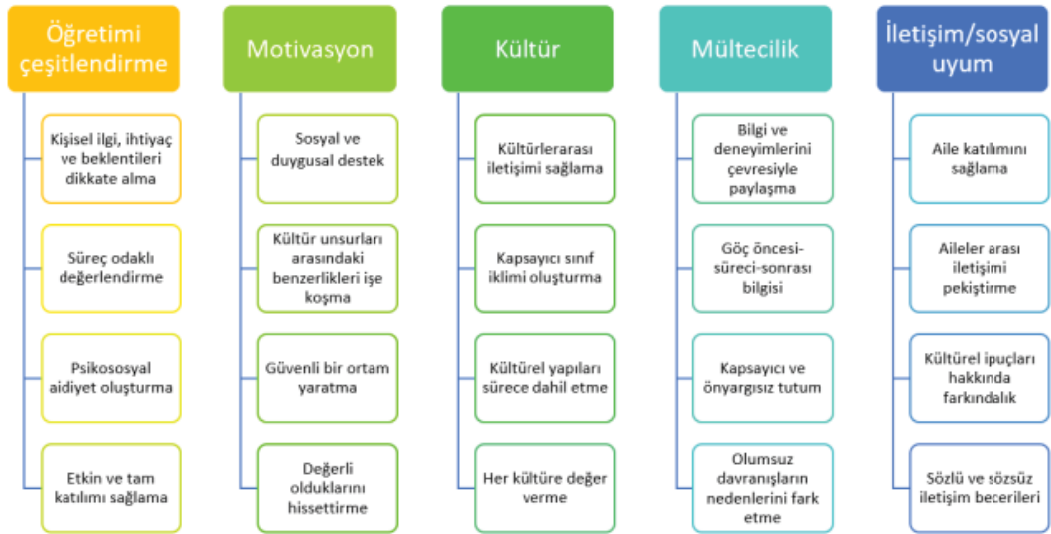 Öğretimi
çeşitlendirme
Kişisel ilgi, ihtiyaç
ve beklentileri
dikkate alma
Süreç odaklı
değerlendirme
Psikososyal
aidiyet oluşturma
Etkin ve tam
katılımı sağlama
Motivasyon
Sosyal ve
duygusal destek
Kültür unsurları
arasındaki
benzerlikleri işe
koşma
Güvenli bir ortam
yaratma
Değerli
olduklarını
hissettirme
Kültür
Kültürlerarası
iletişimi sağlama
Kapsayıcı sınıf
iklimi oluşturma
Kültürel yapıları
sürece dahil etme
Her kültüre değer
verme
Mültecilik
Bilgi ve
deneyimlerini
çevresiyle
paylaşma
Göç öncesi-
süreci-sonrası
bilgisi
Kapsayıcı ve
önyargısız tutum
Olumsuz
davranışların
nedenlerini fark
etme
İletişim/sosyal
uyum
Aile katılımını
sağlama
Aileler arası
iletişimi
pekiştirme
Kültürel ipuçları
hakkında
farkındalık
Sözlü ve sözsüz
iletişim becerileri